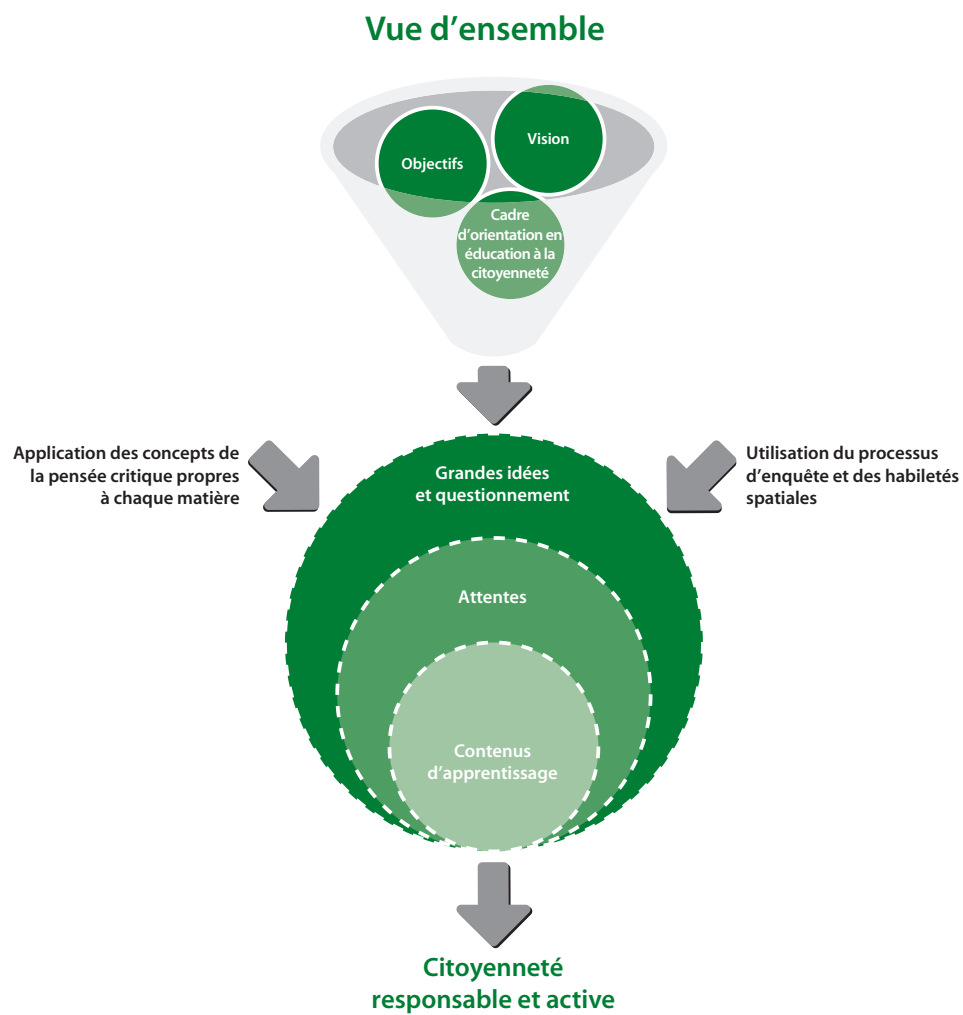 Vue d’ensemble
Objectifs
Vision
Cadre
d’orientation en
éducation à la
citoyenneté
Application des concepts de
la pensée critique propres
à chaque matière
Utilisation du processus
d’enquête et des habiletés
spatiales
Grandes idées
et questionnement
Attentes
Contenus
d’apprentissage
Citoyenneté
responsable et active